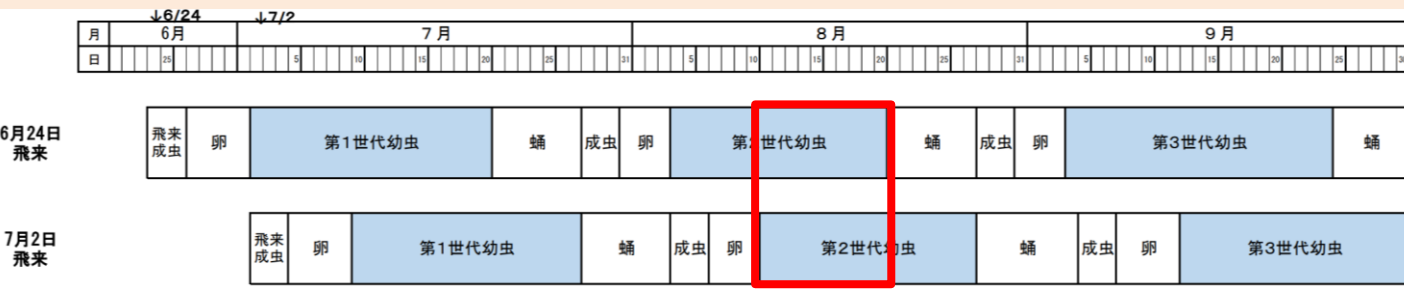 ↓6/24 ↓7/2
月 6月 7月 8月 9月
日 25 5 10 15 20 25 31 5 10 15 20 25 31 5 10 15 20 25 30
6月24日
飛来
飛来
成虫
卵 第1世代幼虫 蛹 成虫 卵 第2世代幼虫 蛹 成虫 卵 第3世代幼虫 蛹
7月2日
飛来
飛来
成虫
卵 第1世代幼虫 蛹 成虫 卵 第2世代幼虫 蛹 成虫 卵 第3世代幼虫